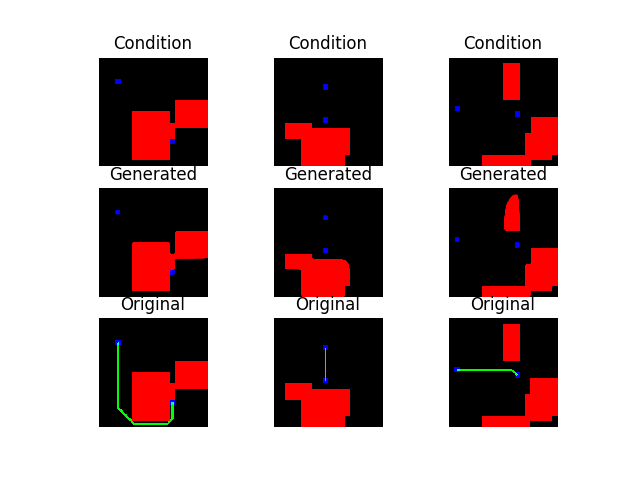 Condition Condition Condition
Generated Generated Generated
Original Original Original